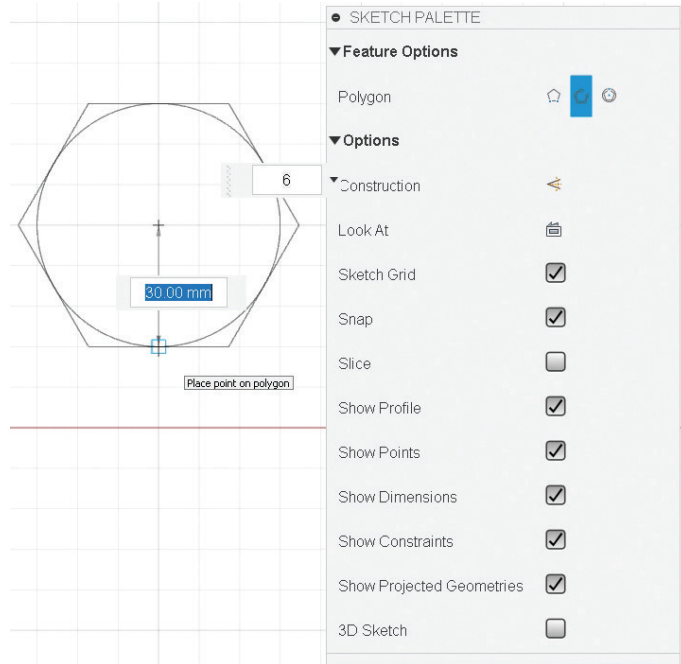 SKETCH PALETTE
Feature Options
Polygon
Options
6
Construction
Look At
30.00 mm
Sketch Grid
Snap
Slice
Place point on polygon
Show Profile
Show Points
Show Dimensions
Show Constraints
Show Projected Geometries
3D Sketch